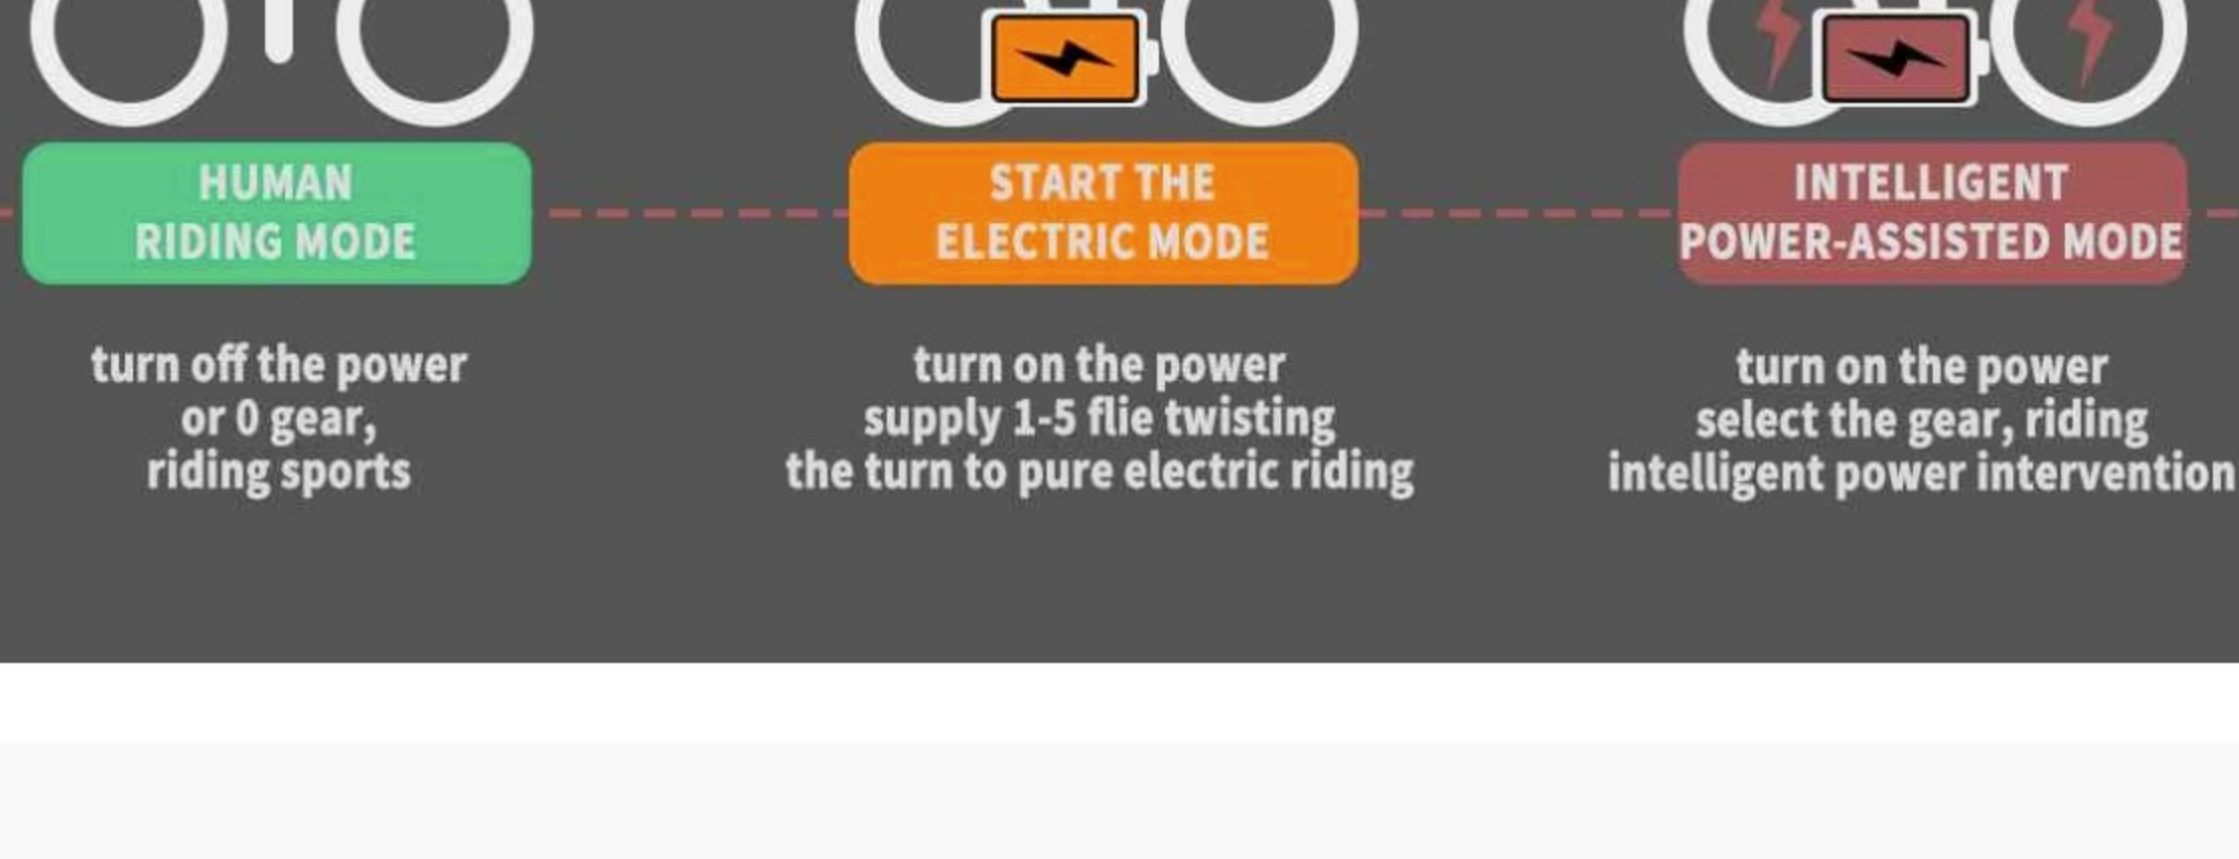 HUMAN
RIDING MODE
turn off the power
or 0 gear,
riding sports
START THE
ELECTRIC MODE
turn on the power
supply 1-5 flie twisting
the turn to pure electric riding
INTELLIGENT
POWER-ASSISTED MODE
turn on the power
select the gear, riding
intelligent power intervention